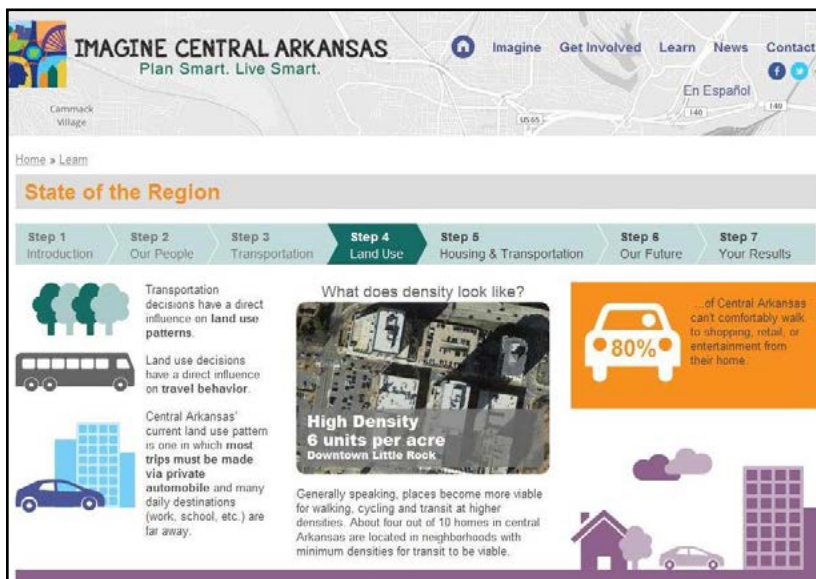 IMAGINE CENTRAL ARKANSAS
Plan Smart. Live Smart.
Imagine Get Involved Learn News Contact
En Español
Cammack
Village
US65
140
140
Home » Learn
State of the Region
Step 1
Introduction
Step 2
Our People
Step 3
Transportation
Step 4
Land Use
Step 5
Housing & Transportation
Step 6
Our Future
Step 7
Your Results
Transportation
decisions have a direct
influence on land use
patterns.
Land use decisions
have a direct influence
on travel behavior.
Central Arkansas'
current land use pattern
is one in which most
trips must be made
via private
automobile and many
daily destinations
(work, school, etc.) are
far away.
What does density look like?
High Density
6 units per acre
Downtown Little Rock
Generally speaking, places become more viable
for walking, cycling and transit at higher
densities. About four out of 10 homes in central
Arkansas are located in neighborhoods with
minimum densities for transit to be viable.
80%
...of Central Arkansas
can't comfortably walk
to shopping, retail, or
entertainment from
their home.